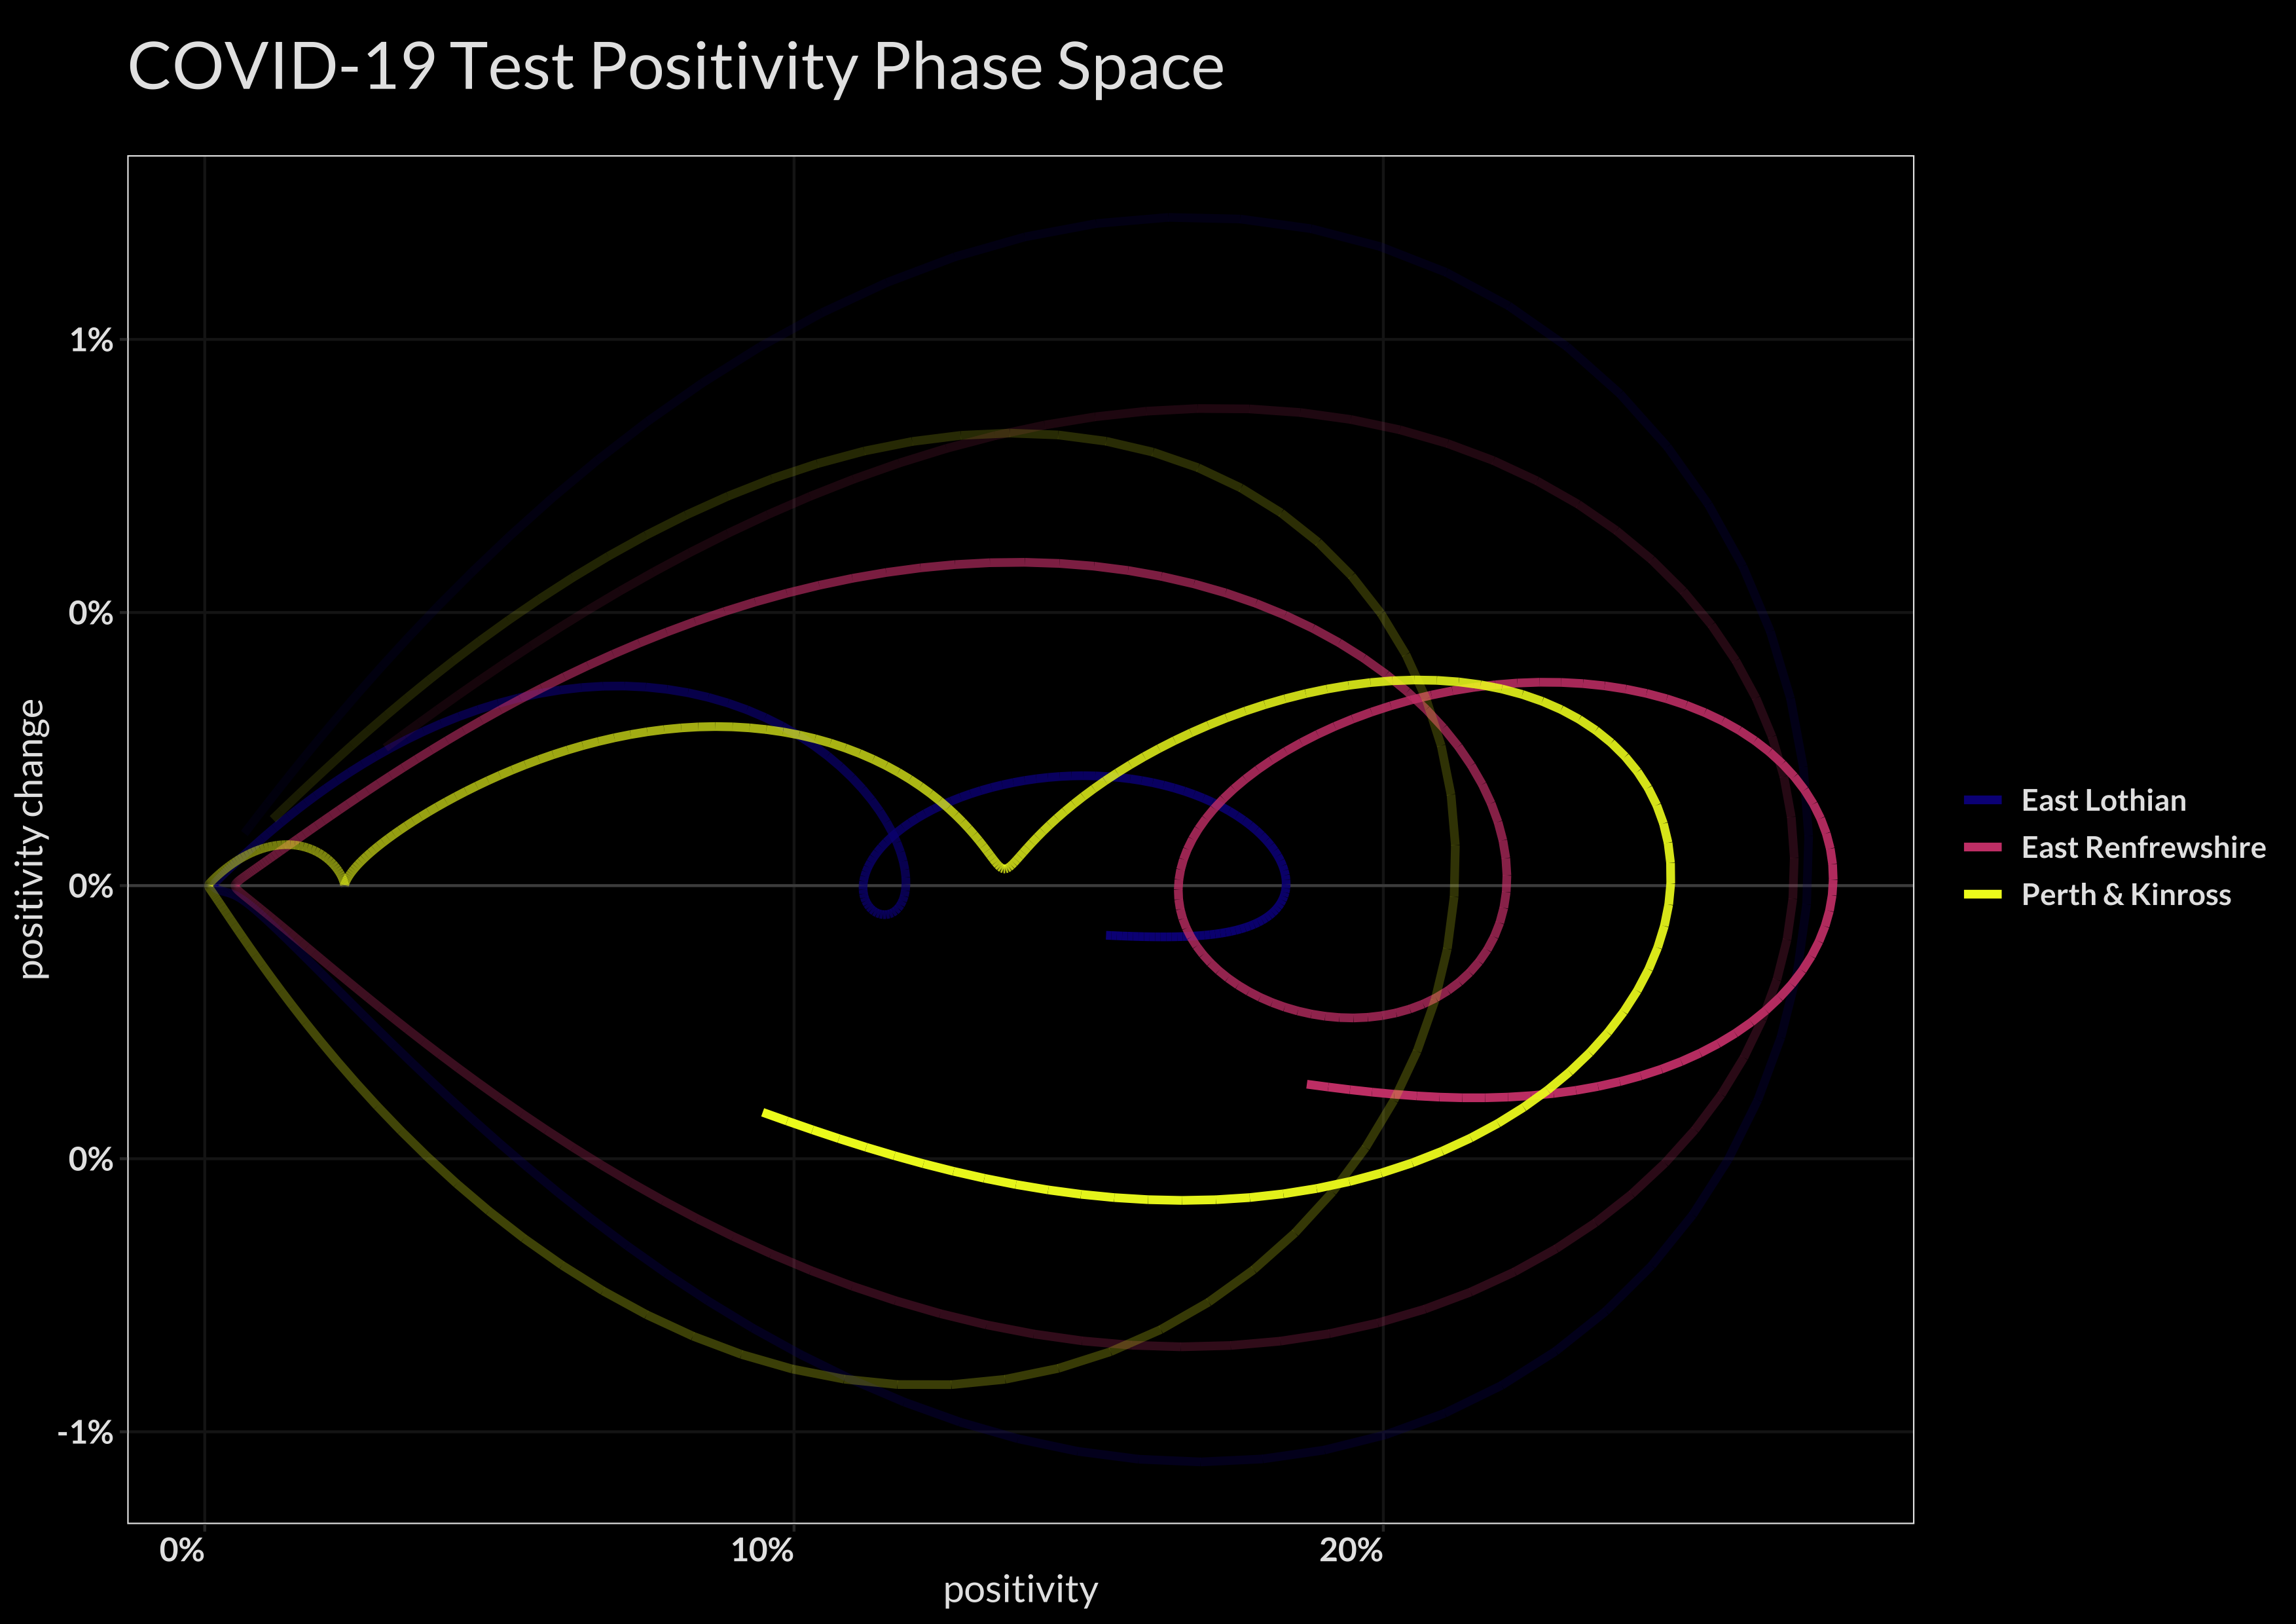 COVID-19 Test Positivity Phase Space
1%
0%
0%
0%
-1%
positivity change
0%
10%
20%
positivity
East Lothian
East Renfrewshire
Perth & Kinross